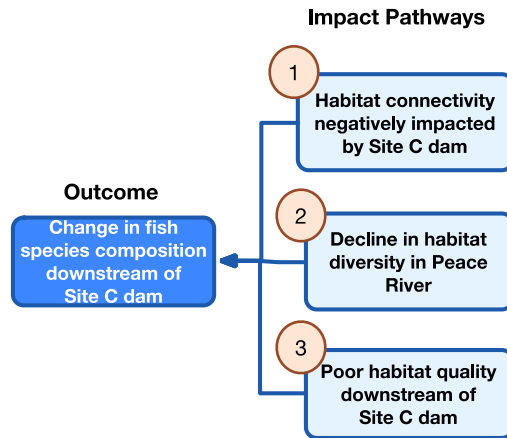 Impact Pathways
1
Habitat connectivity
negatively impacted
by Site C dam
Outcome
Change in fish
species composition
downstream of
Site C dam
2
Decline in habitat
diversity in Peace
River
3
Poor habitat quality
downstream of
Site C dam